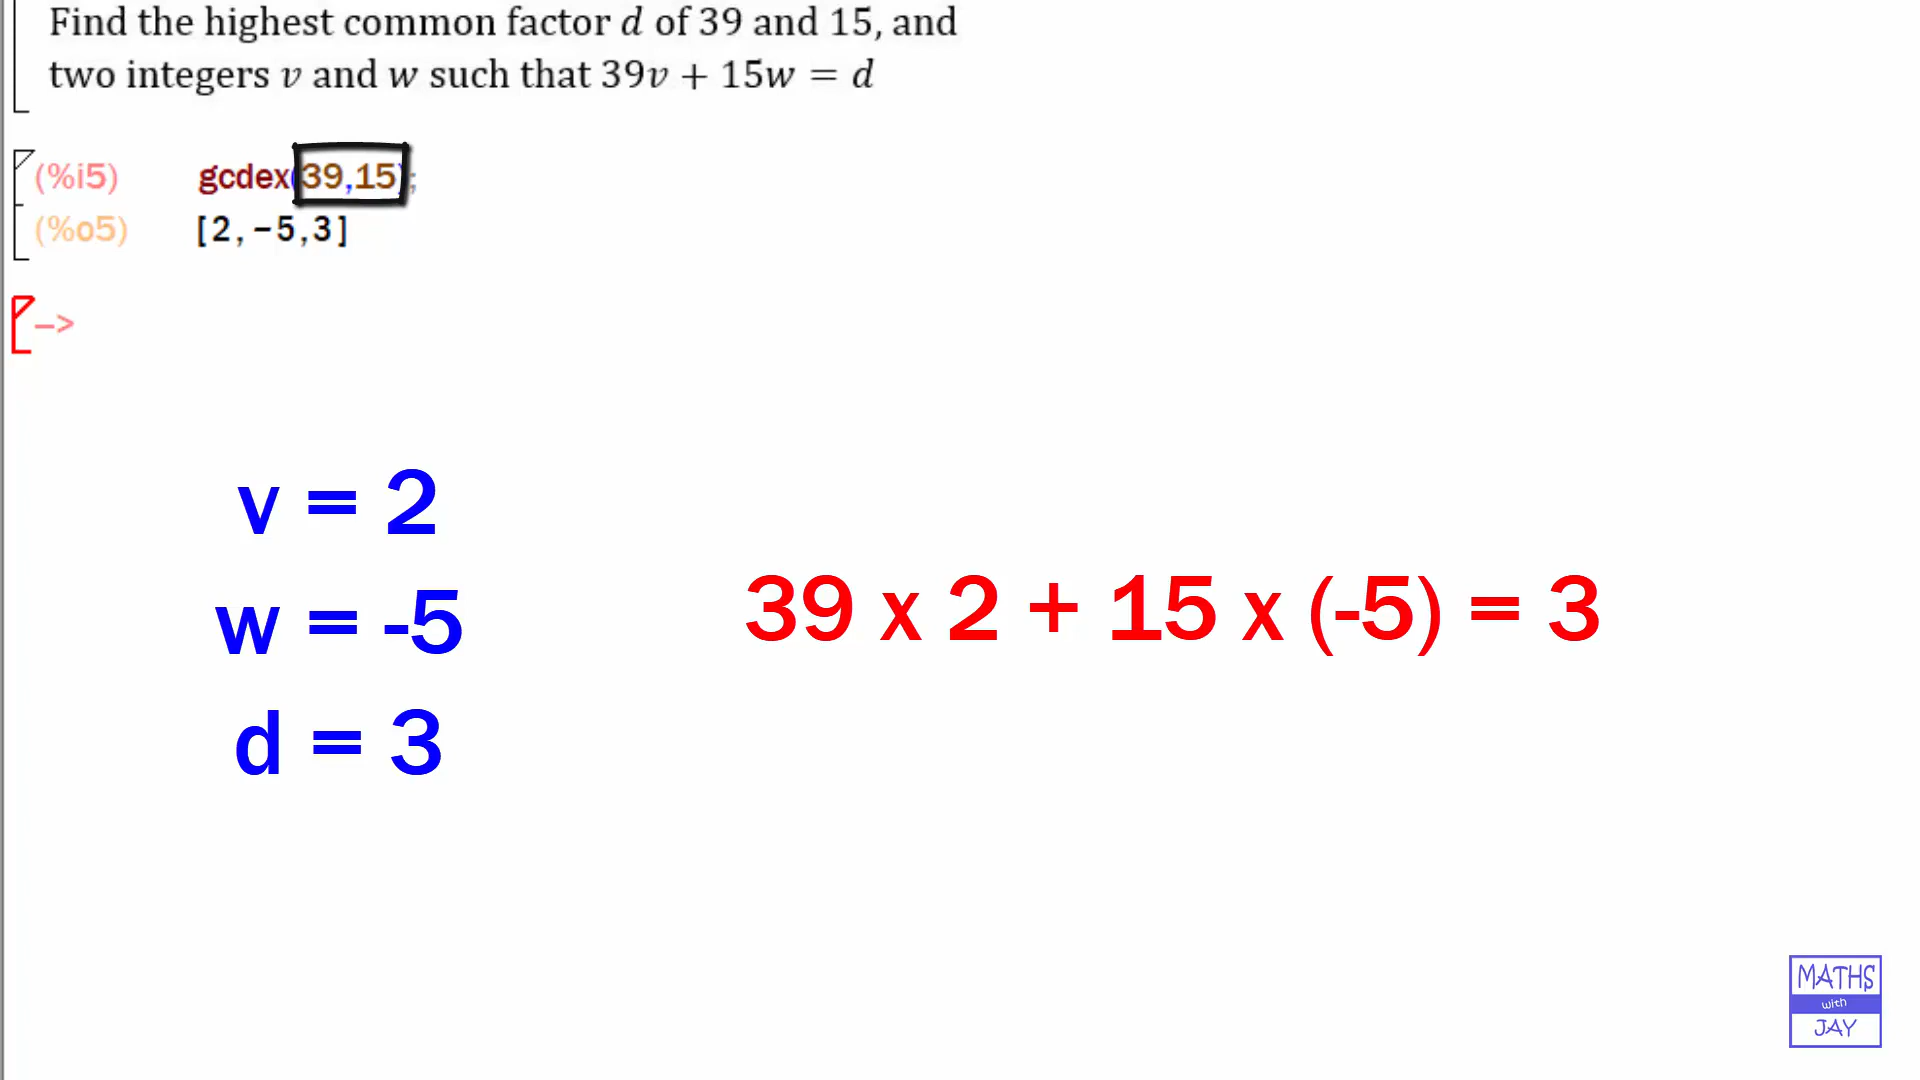 Find the highest common factor d of 39 and 15, and
two integers v and w such that 39v + 15w = d
(%i5) gcdex(39,15);
(%o5) [2,-5,3]
-->
v = 2
w = -5
d = 3
39 x 2 + 15 x (-5) = 3
MATHS
with
JAY